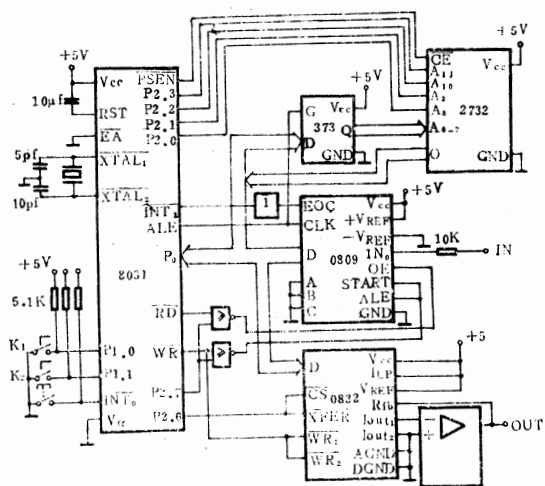 +5V
Vcc
10μf
RST
EA
5pf
XTAL₁
10pf
XTAL₂
+5V
5.1K
K₁
P1.0
P1.1
INT₀
PSEN
P2.3
P2.2
P2.1
P2.0
INT₁
ALE
P₀
RD
WR
P2.7
P2.6
+5V
CE
Vcc
A₁₁
A₁₀
A₉
A₈
2732
A₀₋₇
O
GND
+5V
G
Vcc
373
Q
D
GND
1
EOC
Vcc
+5V
CLK
+VREF
-VREF
D
10K
IN₀
IN
0809
OE
A
START
B
ALE
C
GND
≥
≥
D
Vcc
+5
VREF
CS
0832
Rfb
XFER
Iout₁
WR₁
Iout₂
WR₂
AGND
DGND
−
+
▷
OUT